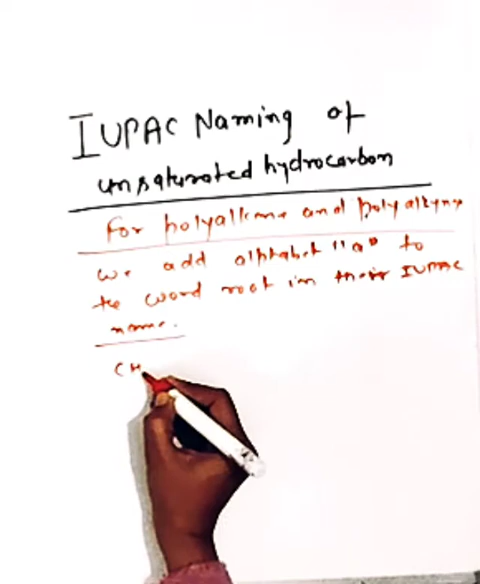 IUPAC Naming of
unsaturated hydrocarbon
for polyalkene and polyalkyne
we add alphabet "a" to
the word root in their IUPAC
name.
CH